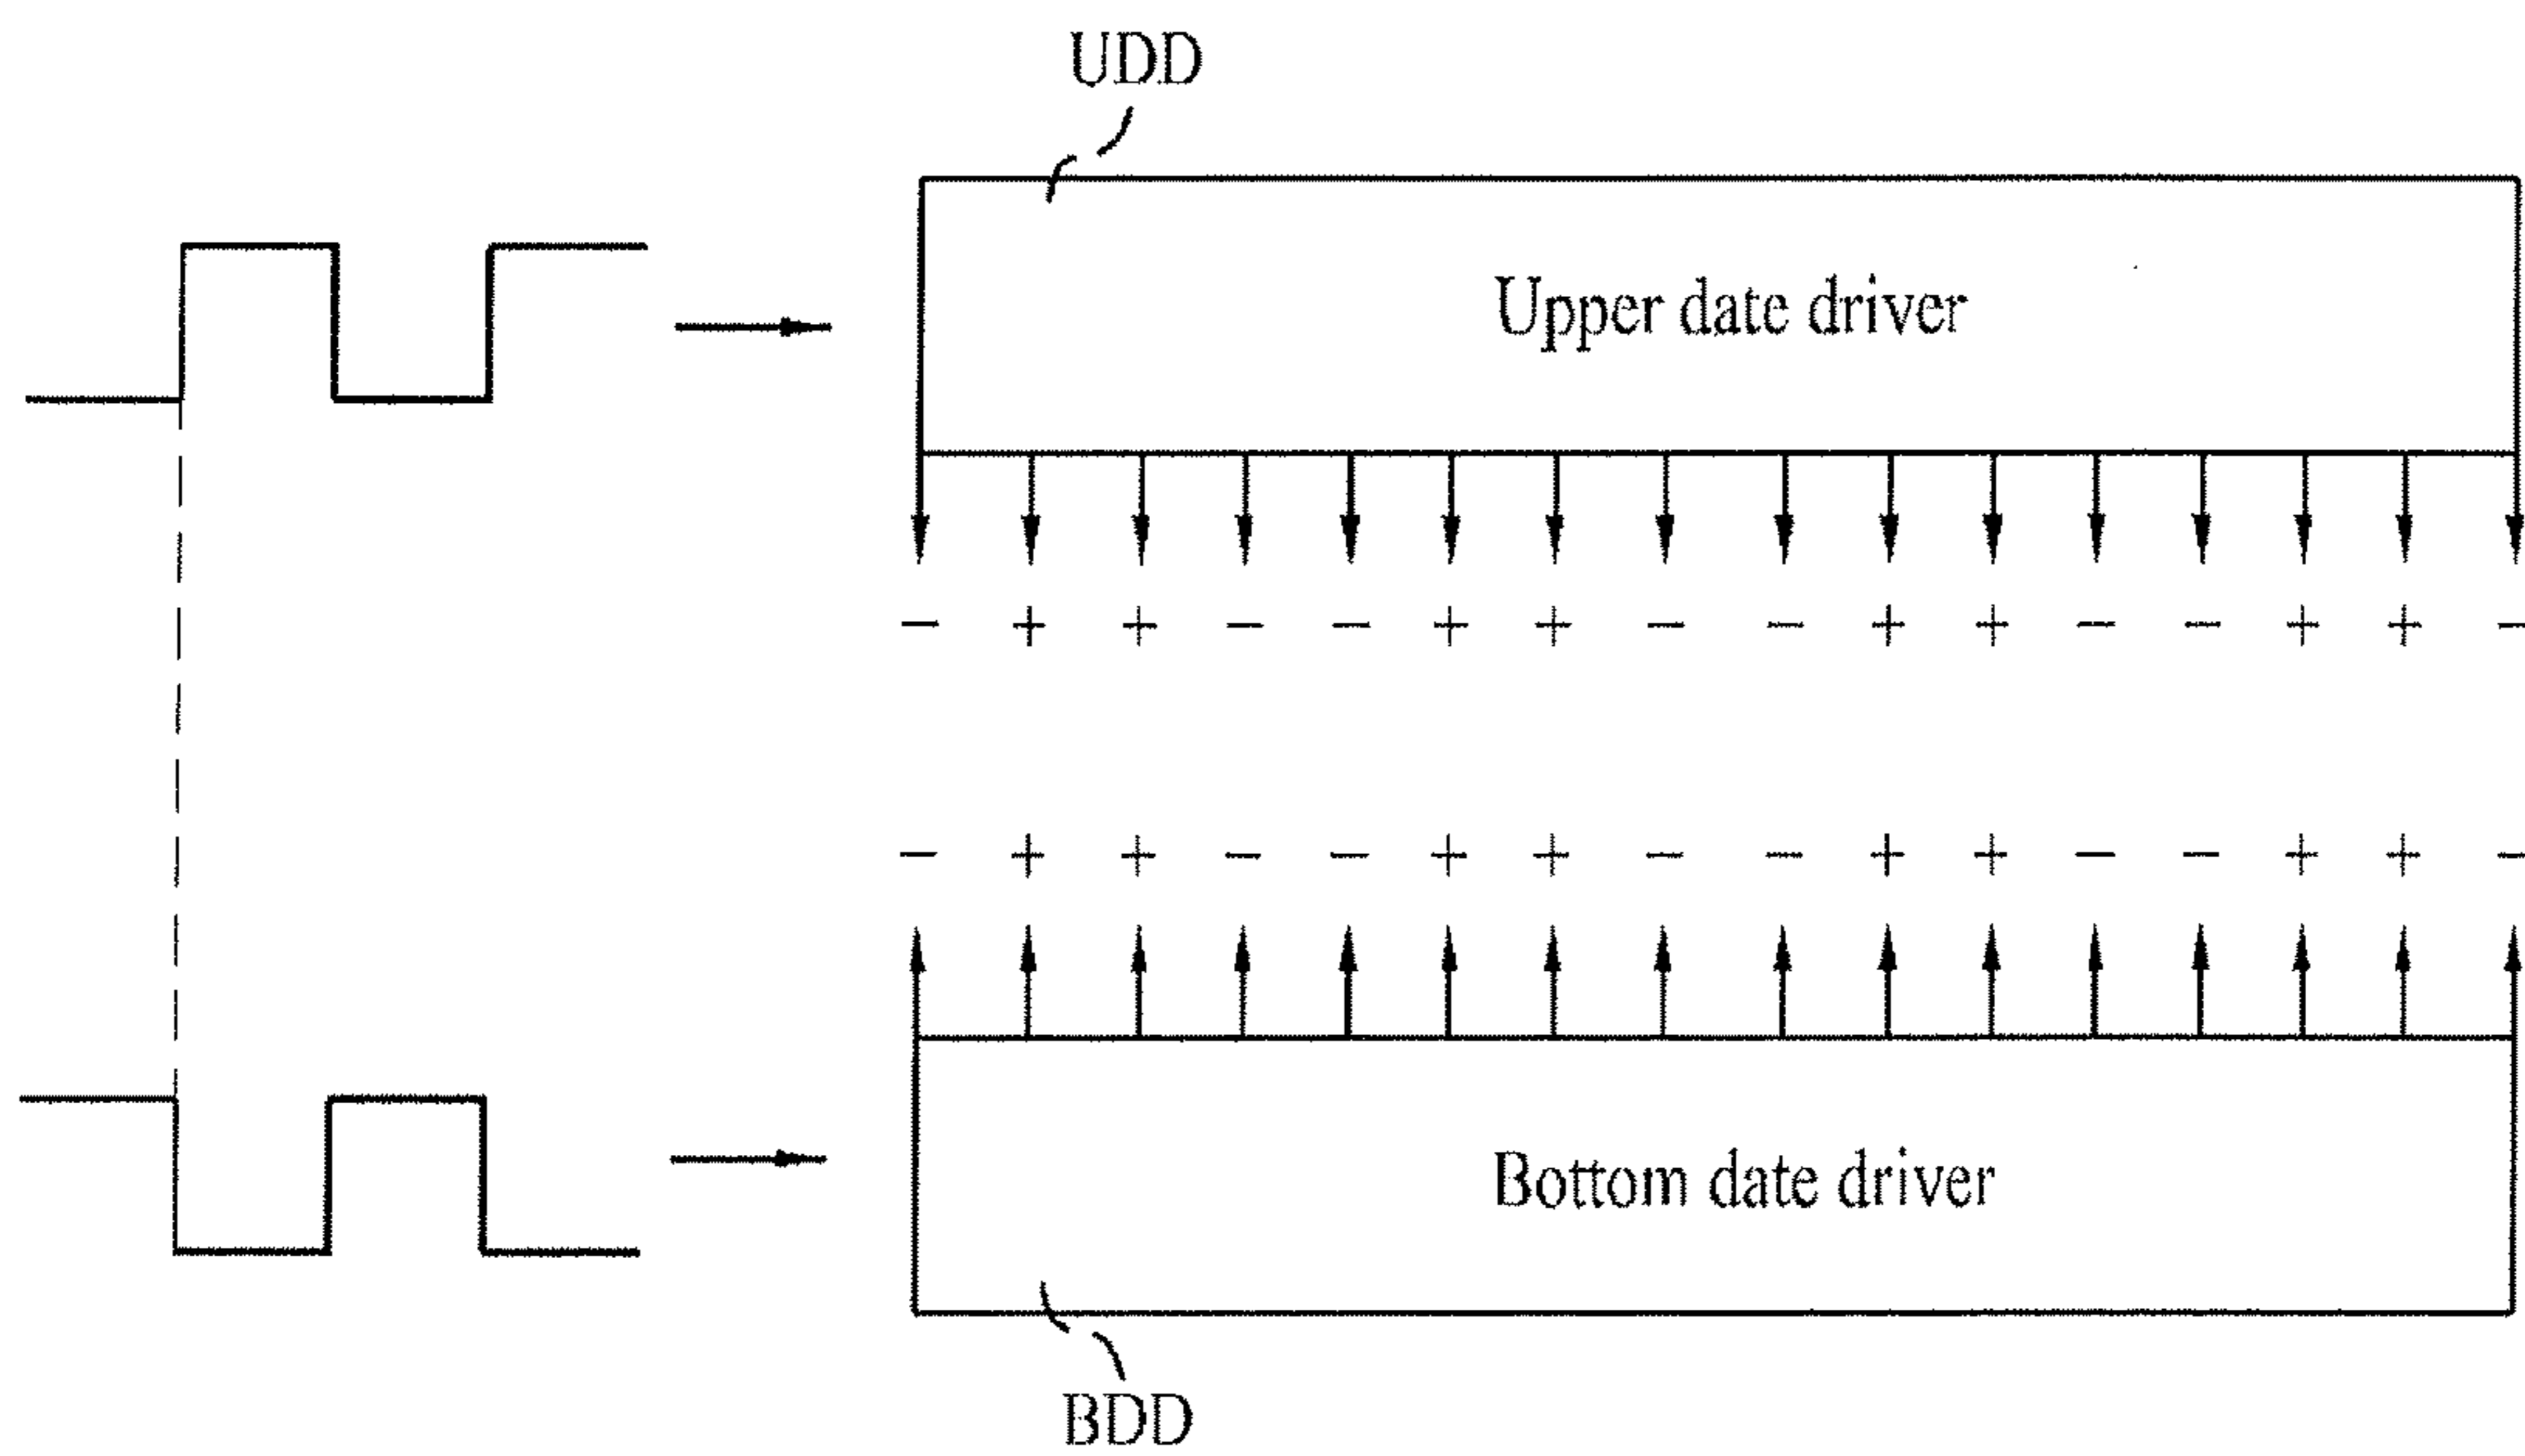 UDD
Upper date driver
− + + − − + + − − + + − − + + −
− + + − − + + − − + + − − + + −
Bottom date driver
BDD